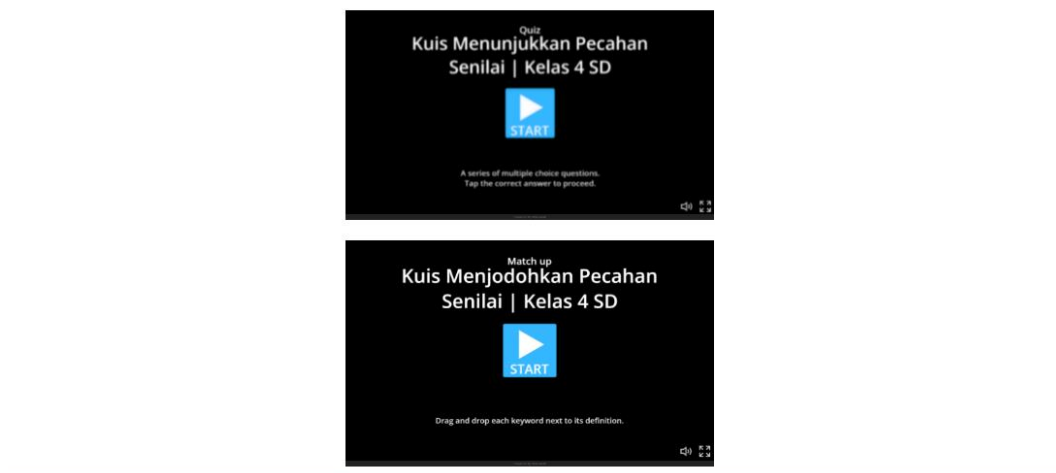 Quiz
Kuis Menunjukkan Pecahan
Senilai | Kelas 4 SD
START
A series of multiple choice questions.
Tap the correct answer to proceed.
Match up
Kuis Menjodohkan Pecahan
Senilai | Kelas 4 SD
START
Drag and drop each keyword next to its definition.